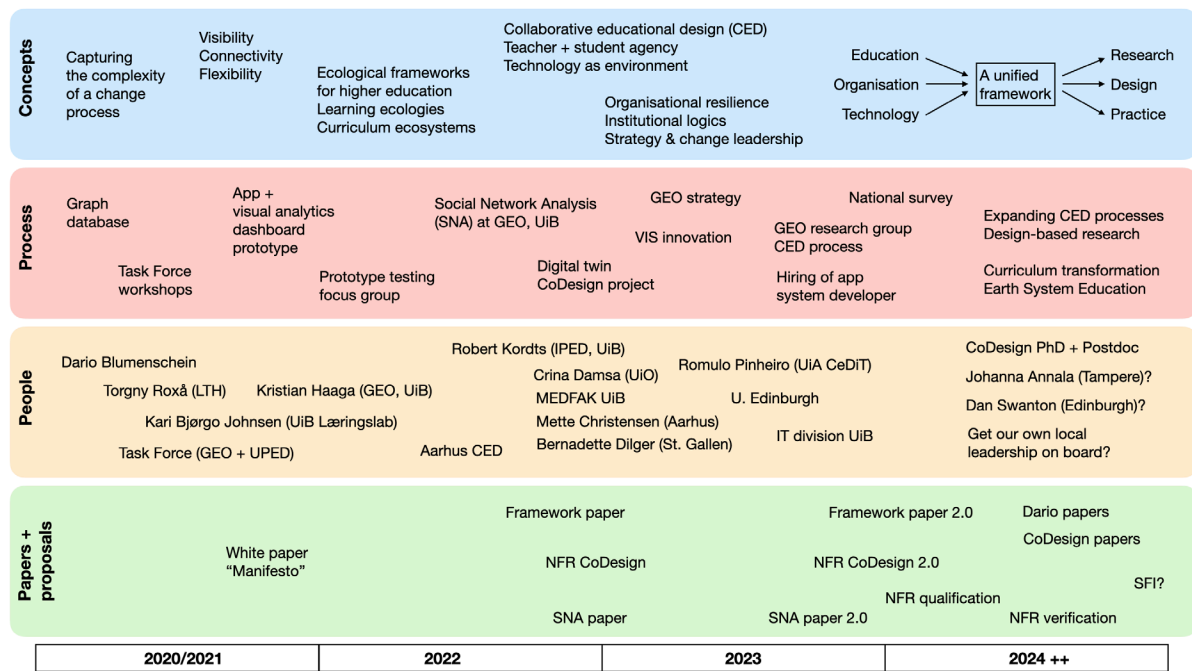 Concepts
Capturing
the complexity
of a change
process
Visibility
Connectivity
Flexibility
Ecological frameworks
for higher education
Learning ecologies
Curriculum ecosystems
Collaborative educational design (CED)
Teacher + student agency
Technology as environment
Organisational resilience
Institutional logics
Strategy & change leadership
Education
Organisation
Technology
A unified
framework
Research
Design
Practice
Process
Graph
database
Task Force
workshops
App +
visual analytics
dashboard
prototype
Prototype testing
focus group
Social Network Analysis
(SNA) at GEO, UiB
Digital twin
CoDesign project
GEO strategy
VIS innovation
National survey
GEO research group
CED process
Hiring of app
system developer
Expanding CED processes
Design-based research
Curriculum transformation
Earth System Education
People
Dario Blumenschein
Torgny Roxå (LTH)
Kristian Haaga (GEO, UiB)
Kari Bjørgo Johnsen (UiB Læringslab)
Task Force (GEO + UPED)
Aarhus CED
Robert Kordts (IPED, UiB)
Crina Damsa (UiO)
MEDFAK UiB
Mette Christensen (Aarhus)
Bernadette Dilger (St. Gallen)
Romulo Pinheiro (UiA CeDiT)
U. Edinburgh
IT division UiB
CoDesign PhD + Postdoc
Johanna Annala (Tampere)?
Dan Swanton (Edinburgh)?
Get our own local
leadership on board?
Papers +
proposals
White paper
“Manifesto”
Framework paper
NFR CoDesign
SNA paper
Framework paper 2.0
NFR CoDesign 2.0
NFR qualification
SNA paper 2.0
Dario papers
CoDesign papers
SFI?
NFR verification
2020/2021
2022
2023
2024 ++